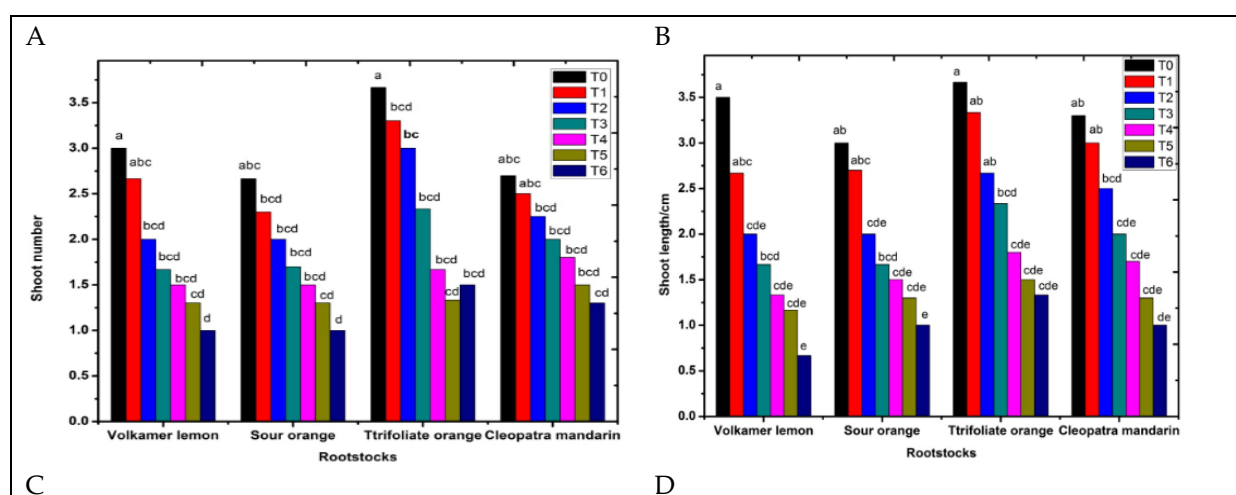 A
B
T0
T1
T2
T3
T4
T5
T6
3.5
3.0
2.5
2.0
1.5
1.0
0.5
0.0
Shoot number
a
abc
bcd
bcd
bcd
cd
d
abc
bcd
bcd
bcd
bcd
cd
d
a
bcd
bc
bcd
bcd
cd
bcd
abc
abc
bcd
bcd
bcd
bcd
cd
Volkamer lemon Sour orange Ttrifoliate orange Cleopatra mandarin
Rootstocks
T0
T1
T2
T3
T4
T5
T6
3.5
3.0
2.5
2.0
1.5
1.0
0.5
0.0
Shoot length/cm
a
abc
cde
bcd
cde
cde
e
ab
abc
cde
bcd
cde
cde
e
a
ab
ab
bcd
cde
cde
cde
ab
ab
bcd
cde
cde
cde
de
Volkamer lemon Sour orange Ttrifoliate orange Cleopatra mandarin
Rootstocks
C
D